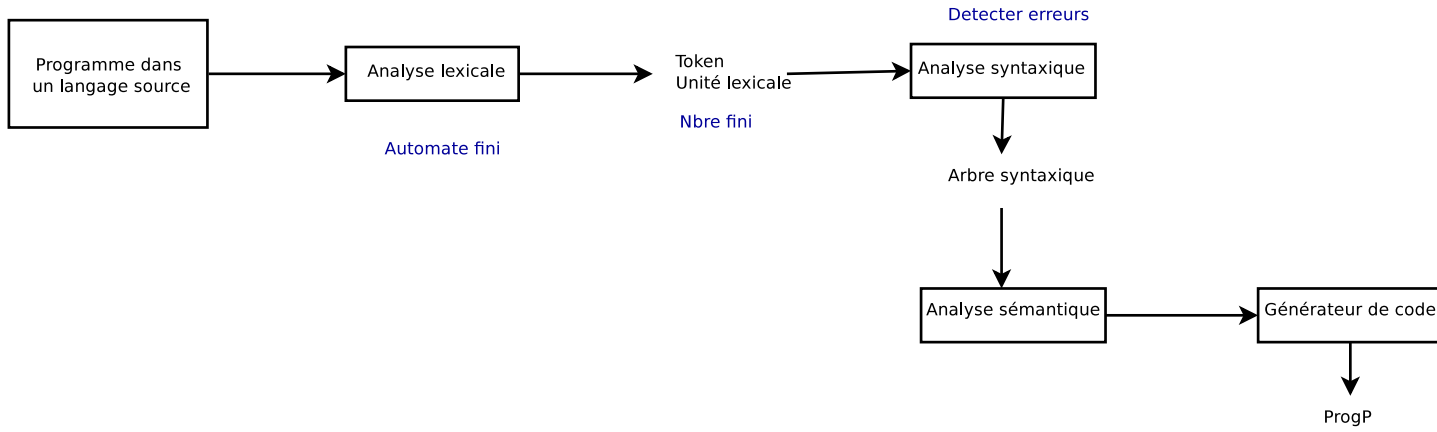 Detecter erreurs
Programme dans
un langage source
Analyse lexicale
Token
Unité lexicale
Analyse syntaxique
Nbre fini
Automate fini
Arbre syntaxique
Analyse sémantique
Générateur de code
ProgP